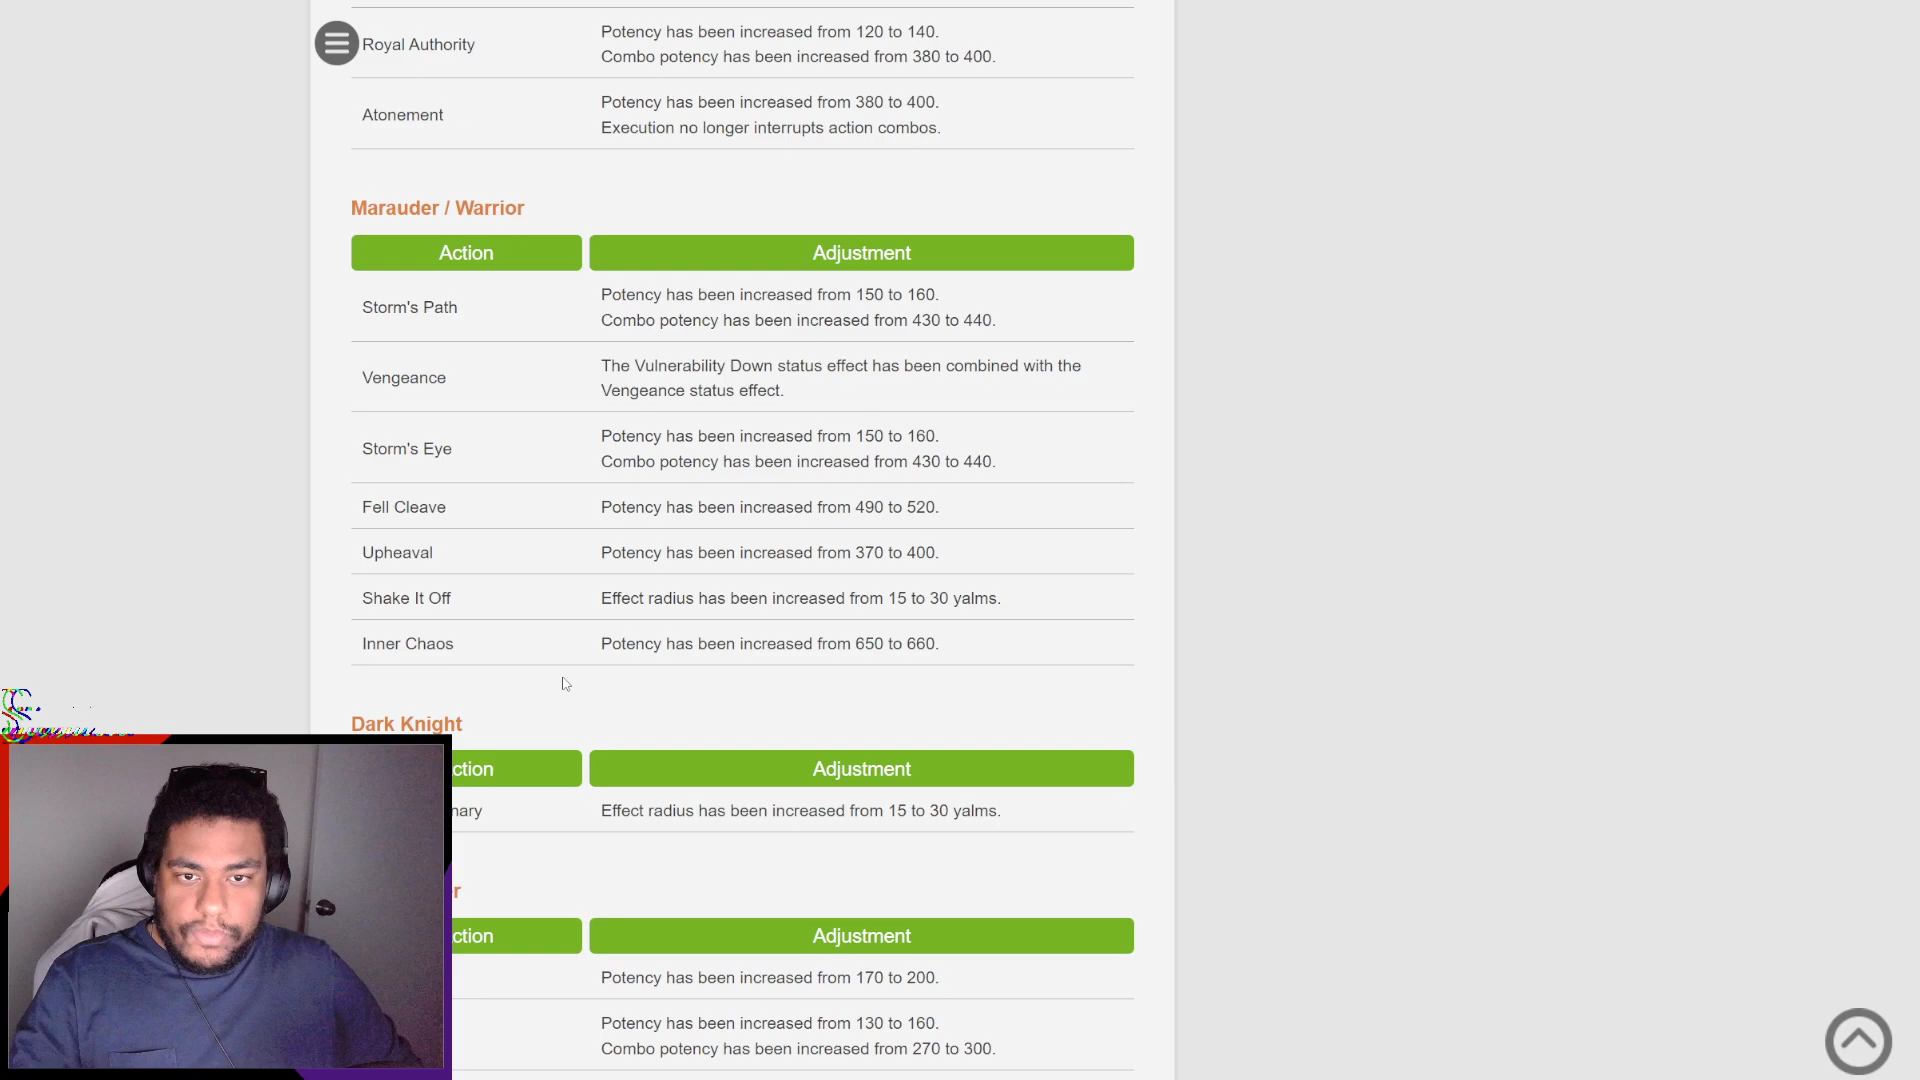 Royal Authority
Potency has been increased from 120 to 140.
Combo potency has been increased from 380 to 400.
Atonement
Potency has been increased from 380 to 400.
Execution no longer interrupts action combos.
Marauder / Warrior
Action
Adjustment
Storm's Path
Potency has been increased from 150 to 160.
Combo potency has been increased from 430 to 440.
Vengeance
The Vulnerability Down status effect has been combined with the
Vengeance status effect.
Storm's Eye
Potency has been increased from 150 to 160.
Combo potency has been increased from 430 to 440.
Fell Cleave
Potency has been increased from 490 to 520.
Upheaval
Potency has been increased from 370 to 400.
Shake It Off
Effect radius has been increased from 15 to 30 yalms.
Inner Chaos
Potency has been increased from 650 to 660.
Dark Knight
ction
Adjustment
nary
Effect radius has been increased from 15 to 30 yalms.
r
ction
Adjustment
Potency has been increased from 170 to 200.
Potency has been increased from 130 to 160.
Combo potency has been increased from 270 to 300.